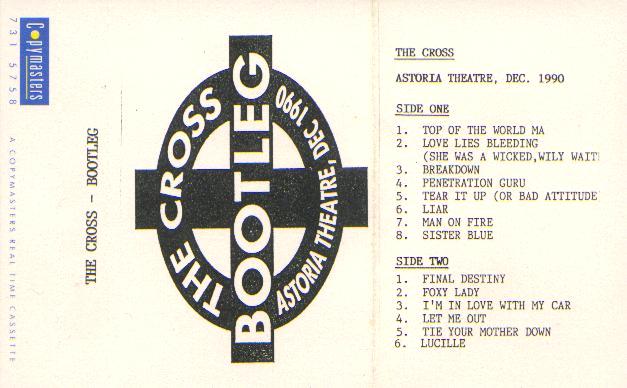 Copymasters
731 5758
A COPYMASTERS REAL TIME CASSETTE
THE CROSS - BOOTLEG
THE CROSS
BOOTLEG
ASTORIA THEATRE, DEC 1990
THE CROSS
ASTORIA THEATRE, DEC. 1990
SIDE ONE
1. TOP OF THE WORLD MA
2. LOVE LIES BLEEDING
(SHE WAS A WICKED,WILY WAIT
3. BREAKDOWN
4. PENETRATION GURU
5. TEAR IT UP (OR BAD ATTITUDE
6. LIAR
7. MAN ON FIRE
8. SISTER BLUE
SIDE TWO
1. FINAL DESTINY
2. FOXY LADY
3. I'M IN LOVE WITH MY CAR
4. LET ME OUT
5. TIE YOUR MOTHER DOWN
6. LUCILLE